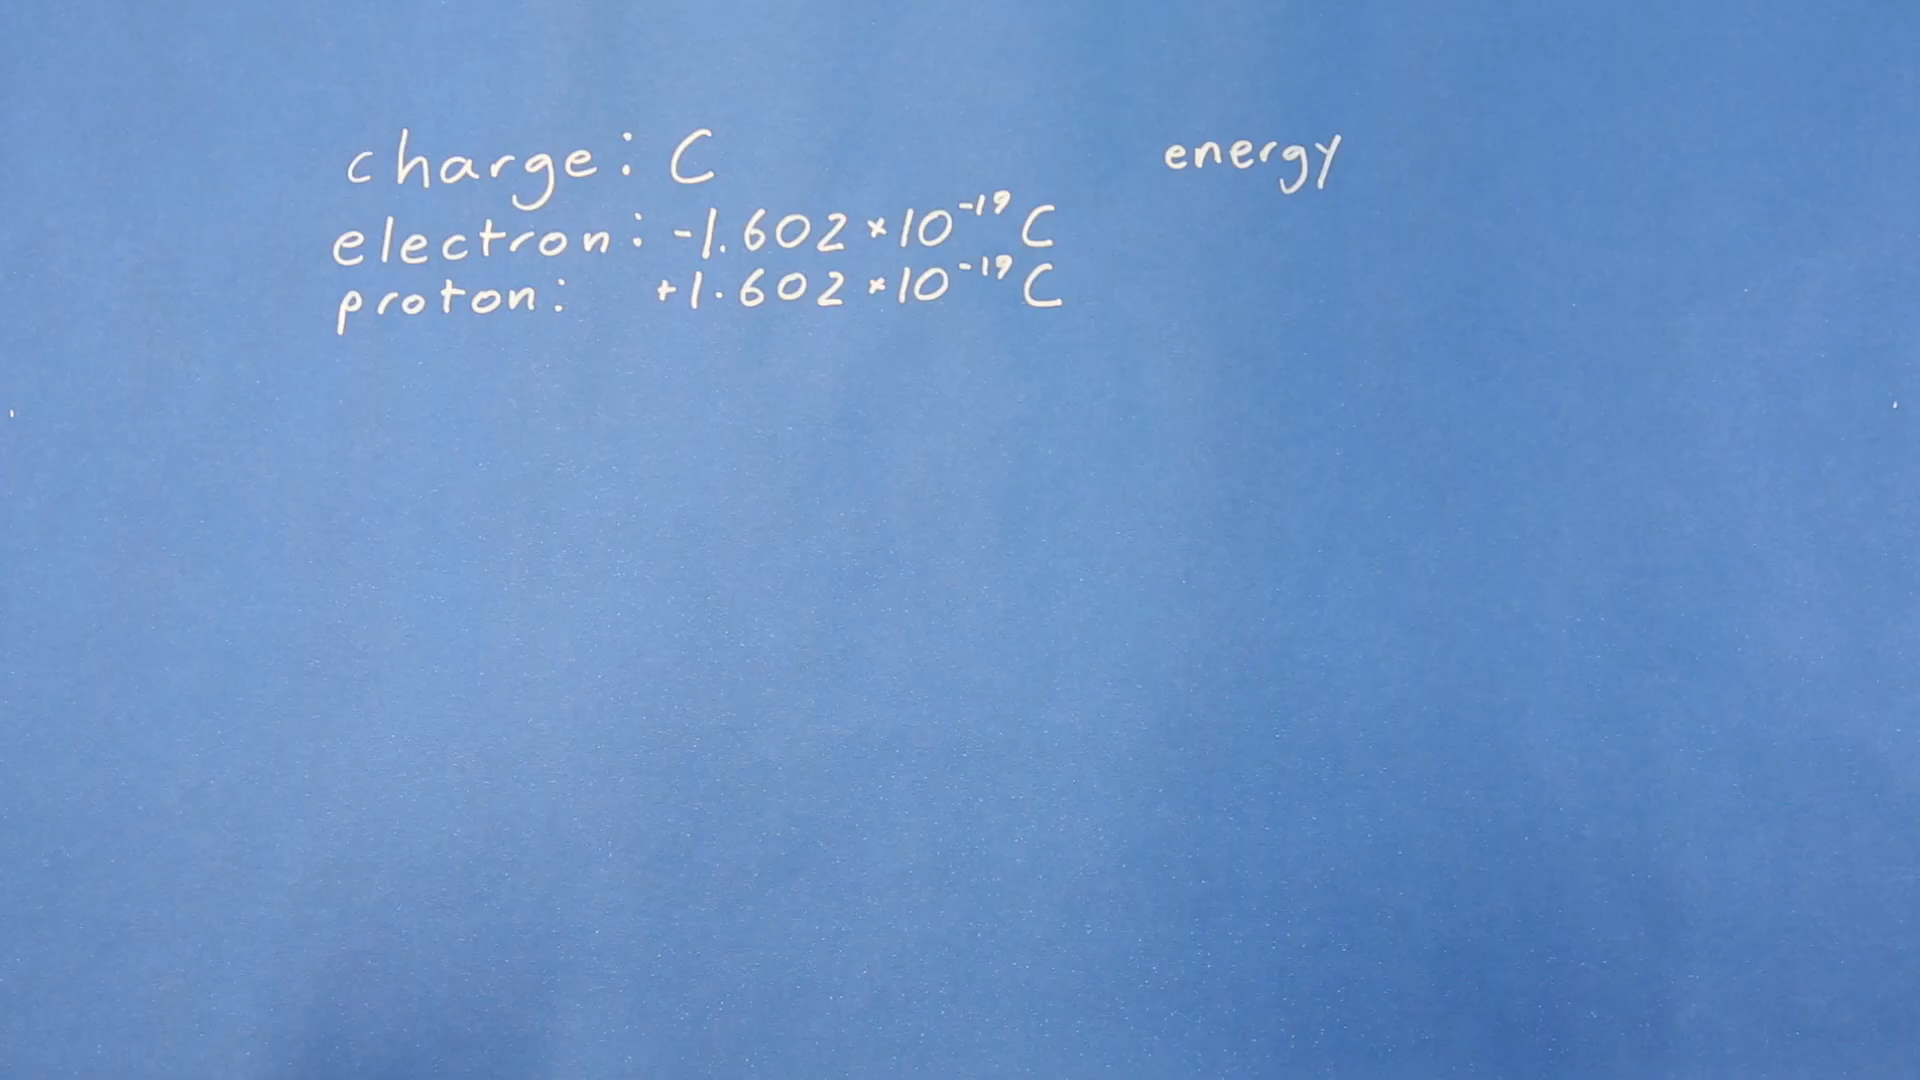 charge: C
energy
electron: -1.602 × 10⁻¹⁹ C
proton: +1.602 × 10⁻¹⁹ C